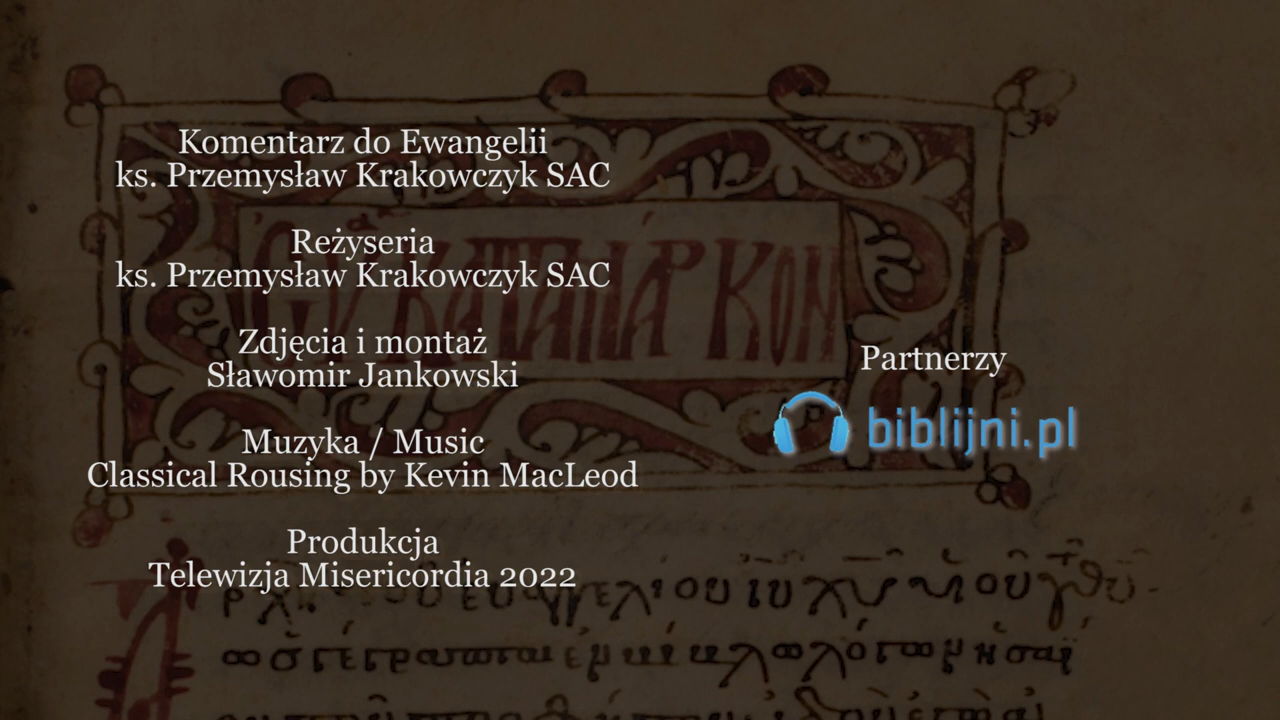 Komentarz do Ewangelii
ks. Przemysław Krakowczyk SAC
Reżyseria
ks. Przemysław Krakowczyk SAC
Zdjęcia i montaż
Sławomir Jankowski
Muzyka / Music
Classical Rousing by Kevin MacLeod
Produkcja
Telewizja Misericordia 2022
Partnerzy
biblijni.pl